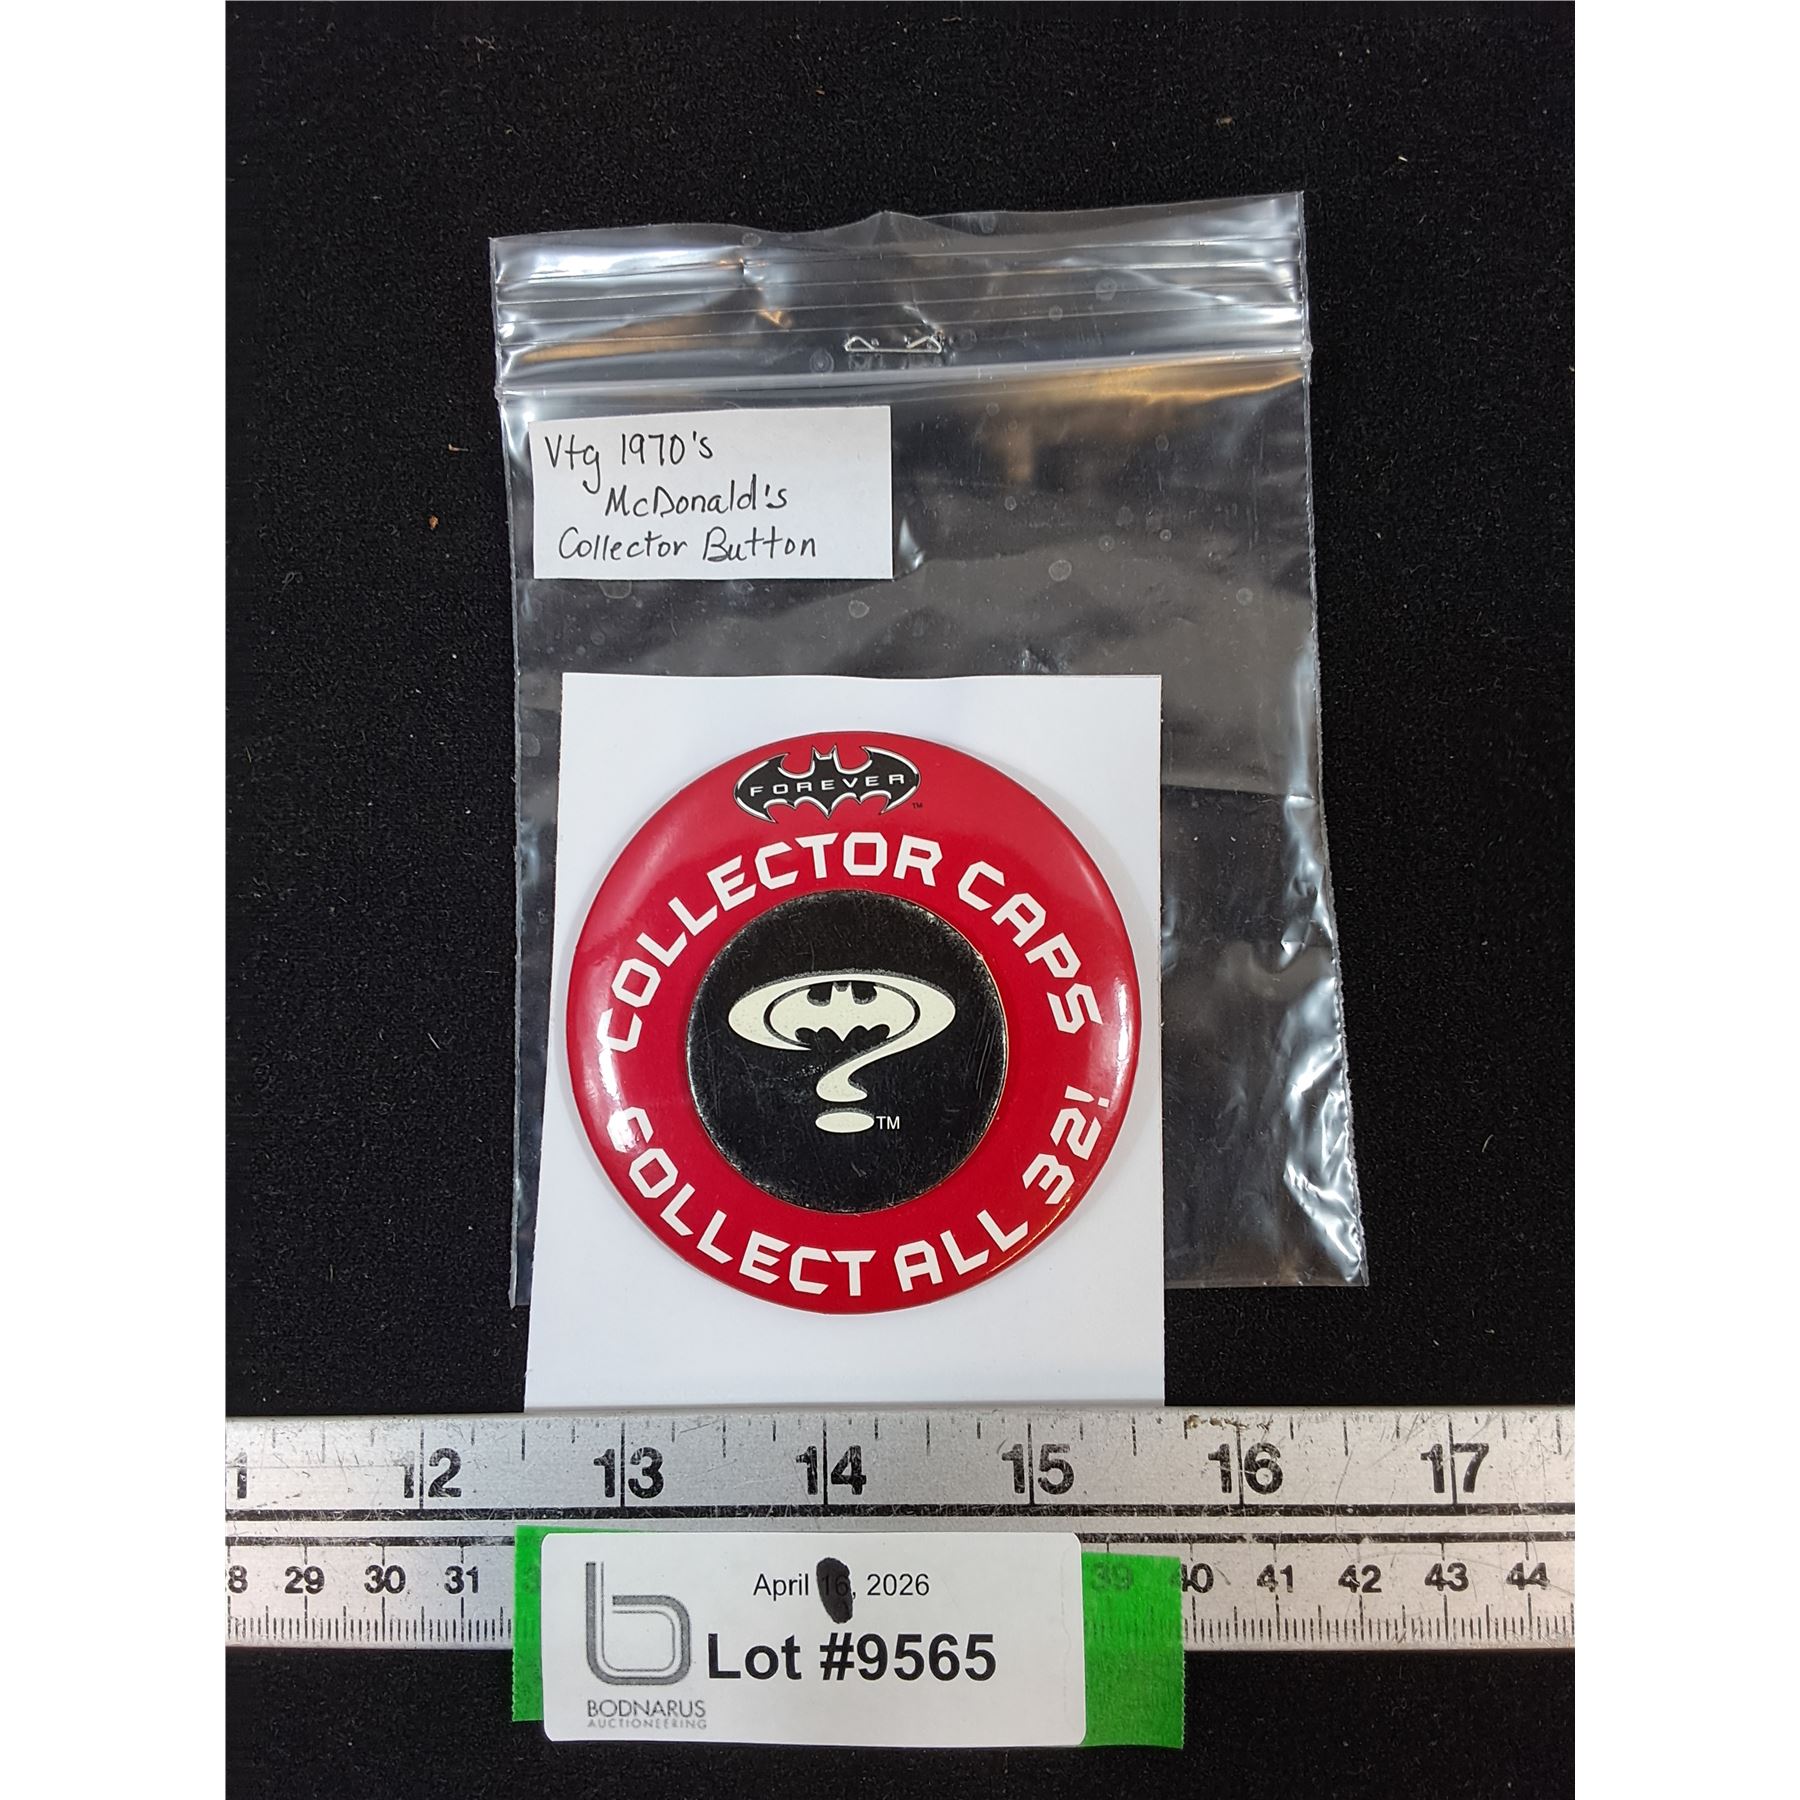 Vtg 1970's
McDonald's
Collector Button
FOREVER
TM
COLLECTOR CAPS
TM
COLLECT ALL 32!
1 12 13 14 15 16 17
8 29 30 31 39 40 41 42 43 44
April 16, 2026
Lot #9565
b
BODNARUS
AUCTIONEERING